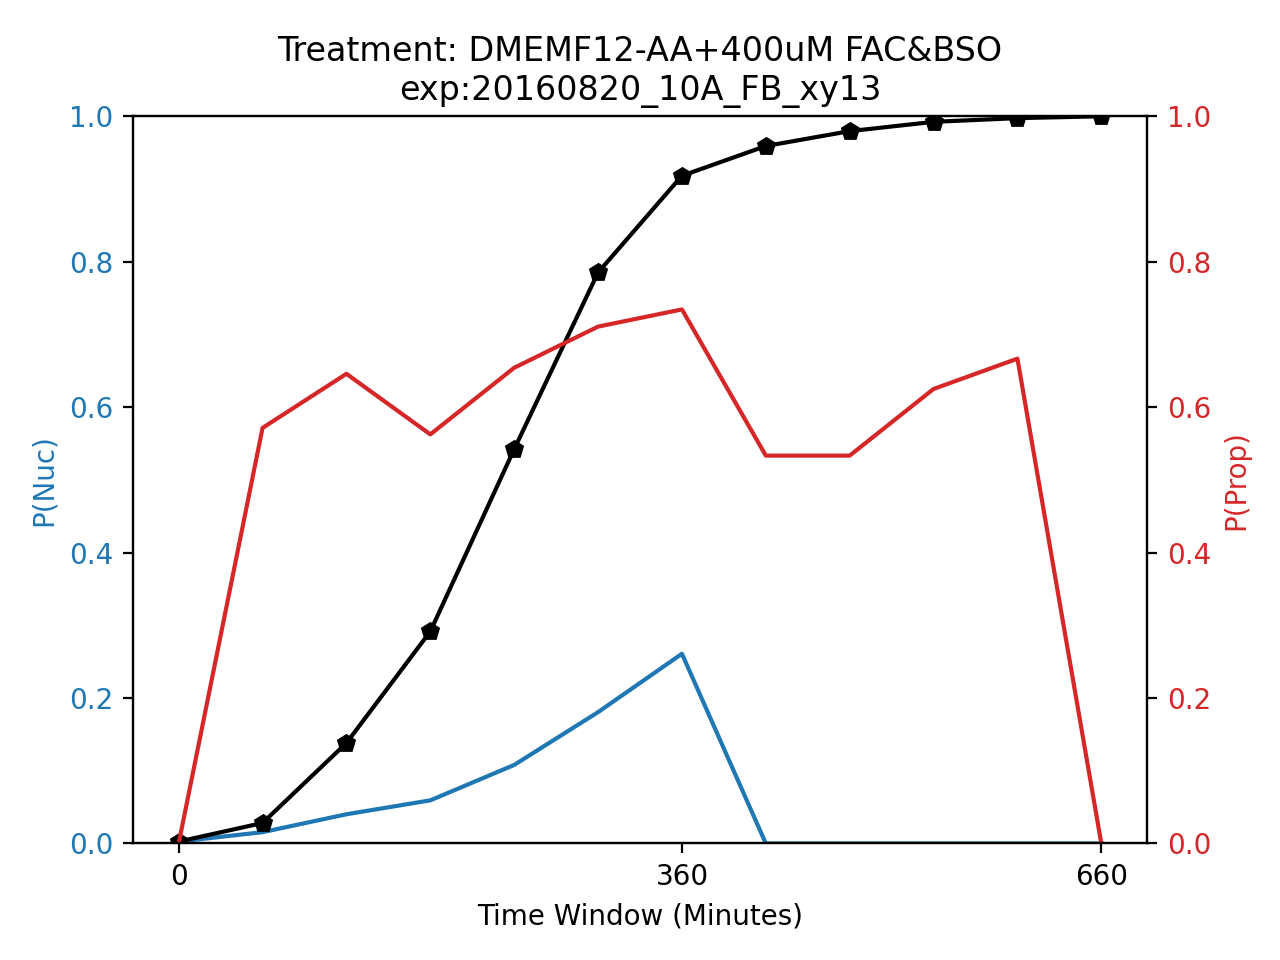 Treatment: DMEMF12-AA+400uM FAC&BSO
exp:20160820_10A_FB_xy13
1.0
0.8
0.6
0.4
0.2
0.0
P(Nuc)
1.0
0.8
0.6
0.4
0.2
0.0
P(Prop)
0 360 660
Time Window (Minutes)